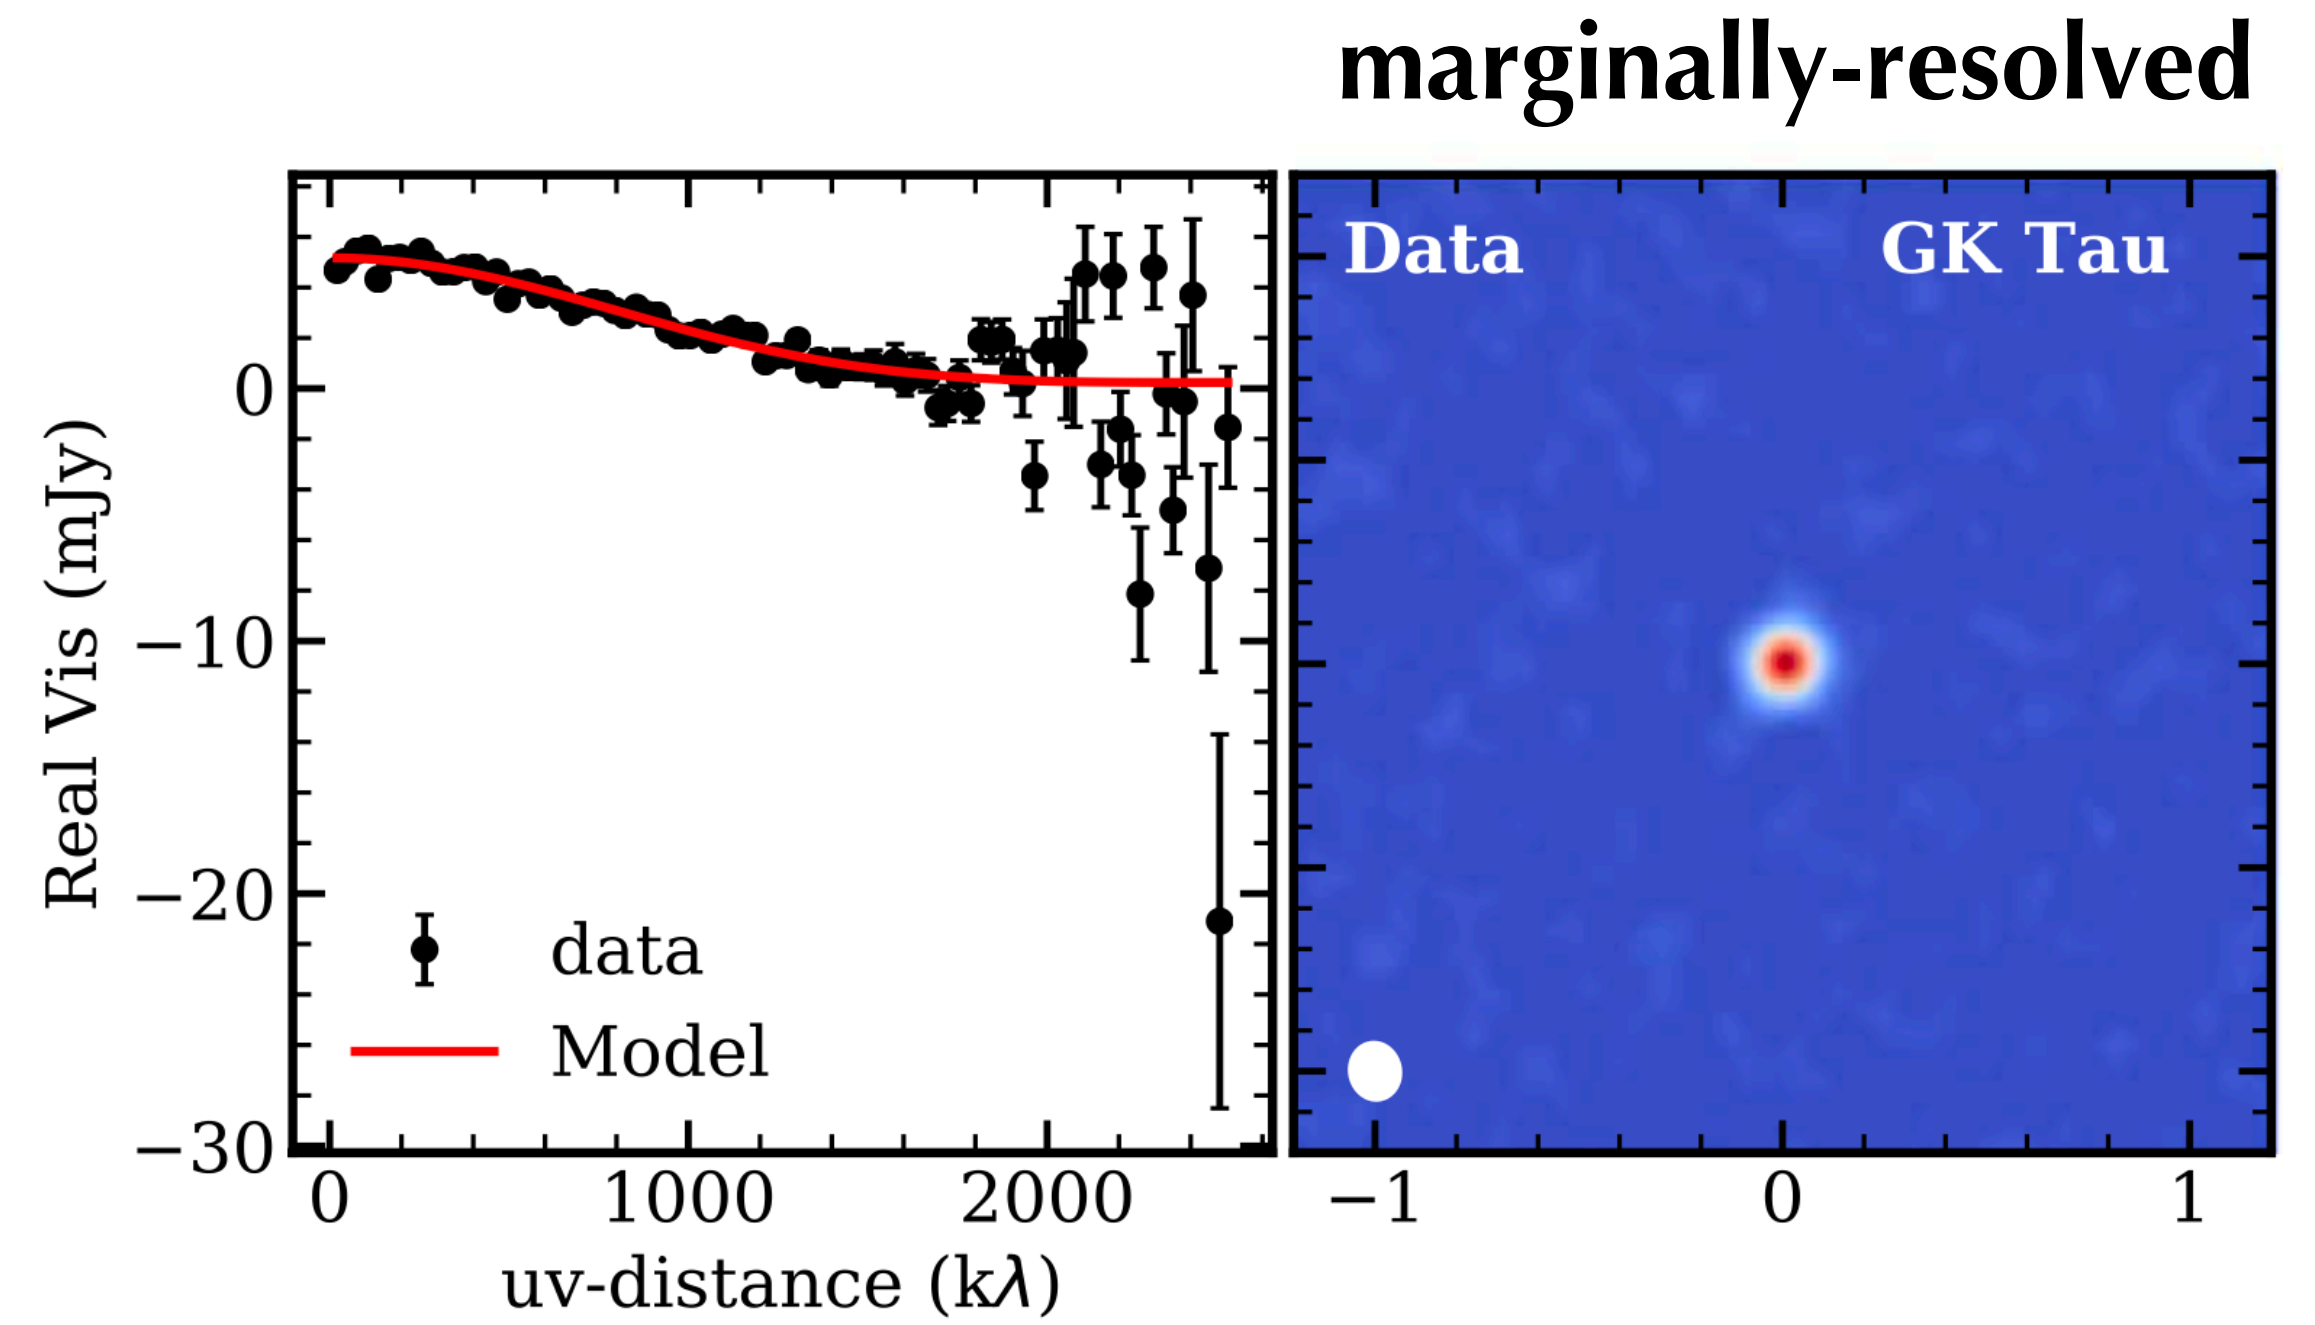 marginally-resolved
Data GK Tau
Real Vis (mJy)
0
−10
−20
−30
data
Model
0 1000 2000
uv-distance (kλ)
−1 0 1